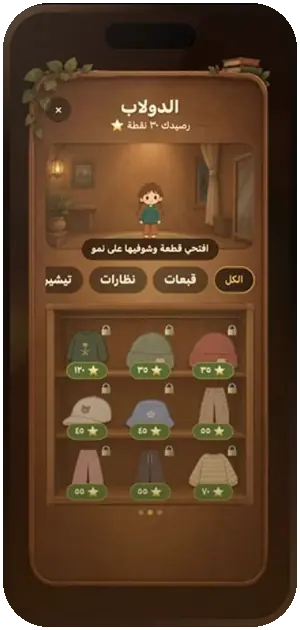 ×
الدولاب
رصيدك ٣٠ نقطة
افتحي قطعة وشوفيها على نمو
الكل
قبعات
نظارات
تيشير
٣٥
٣٥
١٢٠
٥٥
٤٥
٤٥
٧٠
٥٥
٥٥